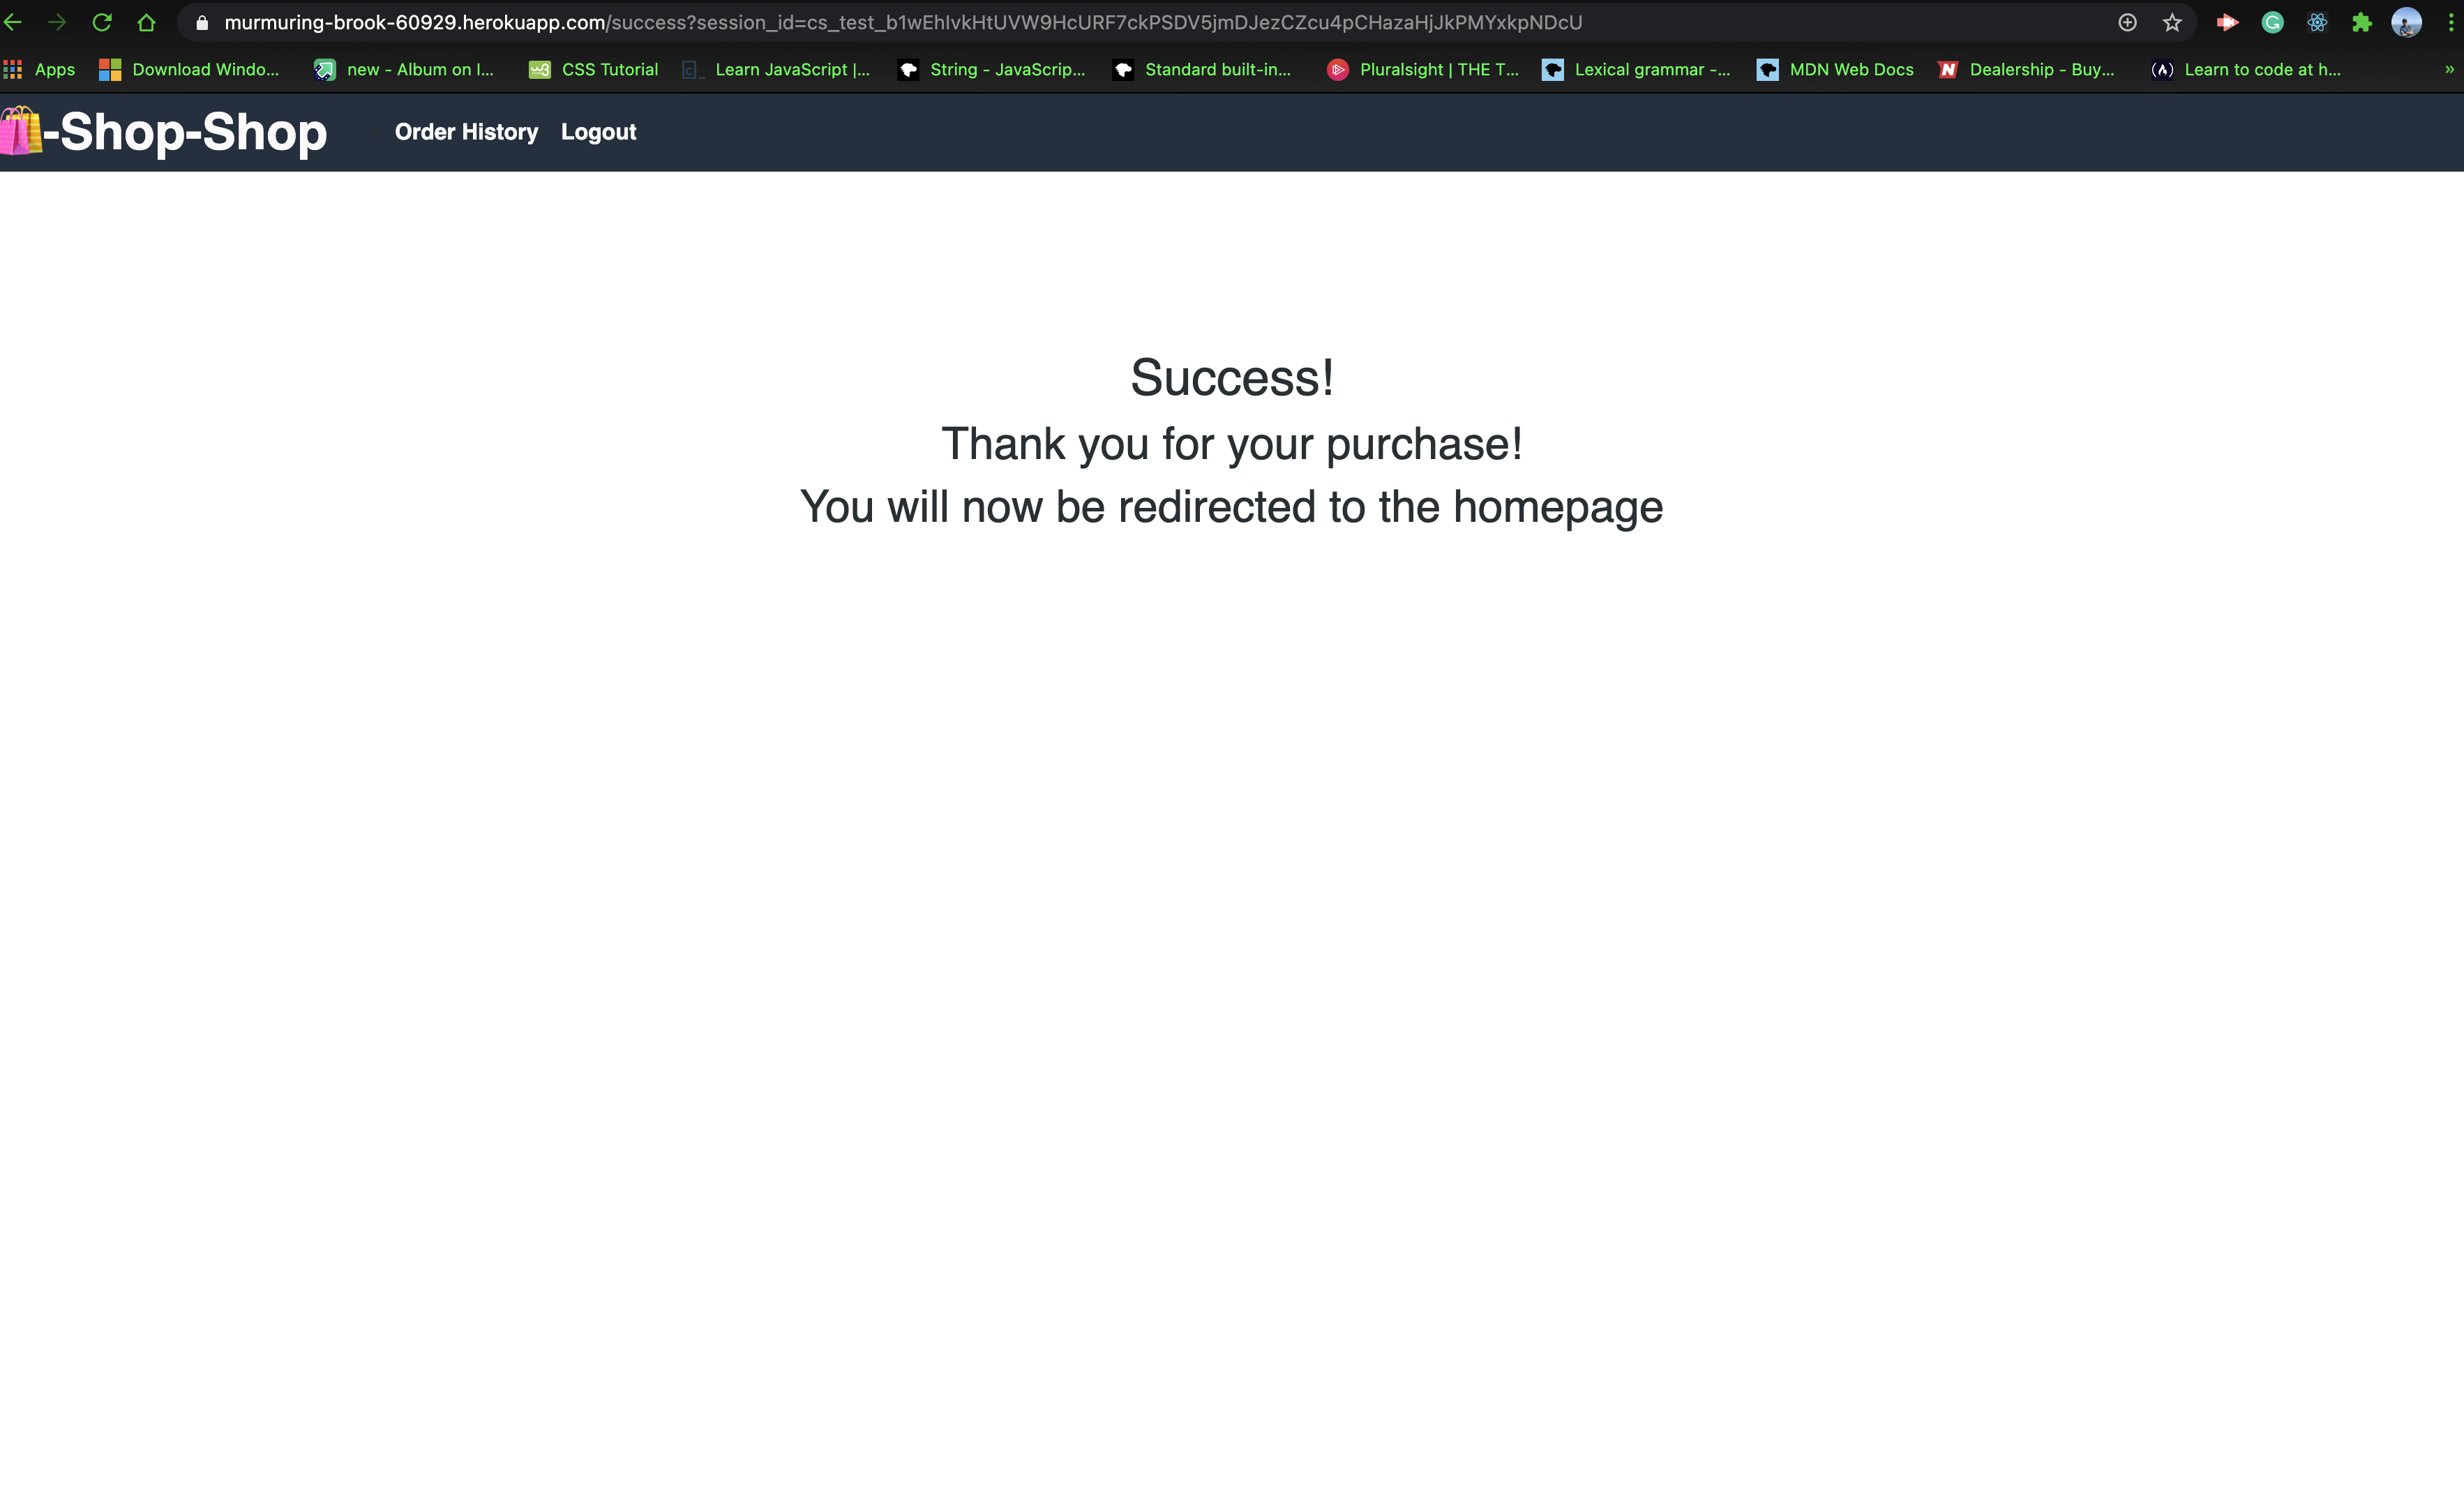 murmuring-brook-60929.herokuapp.com/success?session_id=cs_test_b1wEhIvkHtUVW9HcURF7ckPSDV5jmDJezCZcu4pCHazaHjJkPMYxkpNDcU
Apps Download Windo... new - Album on I... CSS Tutorial Learn JavaScript |... String - JavaScrip... Standard built-in... Pluralsight | THE T... Lexical grammar -... MDN Web Docs Dealership - Buy... Learn to code at h... »
-Shop-Shop Order History Logout
Success!
Thank you for your purchase!
You will now be redirected to the homepage